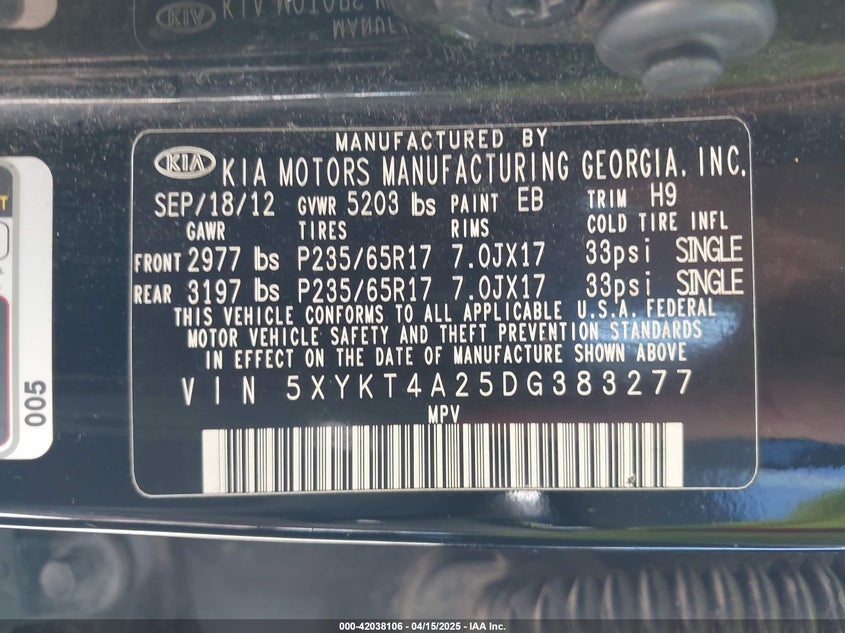 MANUFACTURED BY
KIA KIA MOTORS MANUFACTURING GEORGIA. INC.
SEP/18/12 GVWR 5203 lbs PAINT EB TRIM H9
GAWR TIRES RIMS COLD TIRE INFL
FRONT 2977 lbs P235/65R17 7.0JX17 33psi SINGLE
REAR 3197 lbs P235/65R17 7.0JX17 33psi SINGLE
THIS VEHICLE CONFORMS TO ALL APPLICABLE U.S.A. FEDERAL
MOTOR VEHICLE SAFETY AND THEFT PREVENTION STANDARDS
IN EFFECT ON THE DATE OF MANUFACTURE SHOWN ABOVE
VIN 5XYKT4A25DG383277
MPV
005
000-42038106 - 04/15/2025 - IAA Inc.